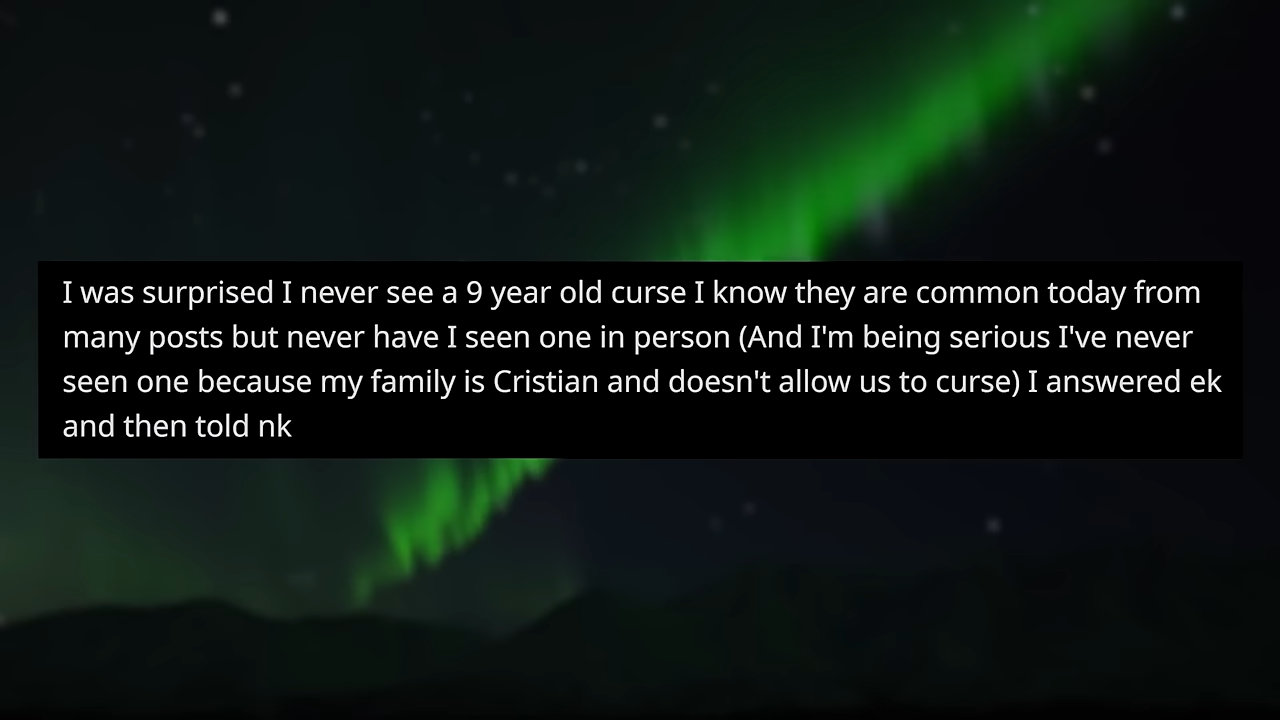 I was surprised I never see a 9 year old curse I know they are common today from
many posts but never have I seen one in person (And I'm being serious I've never
seen one because my family is Cristian and doesn't allow us to curse) I answered ek
and then told nk